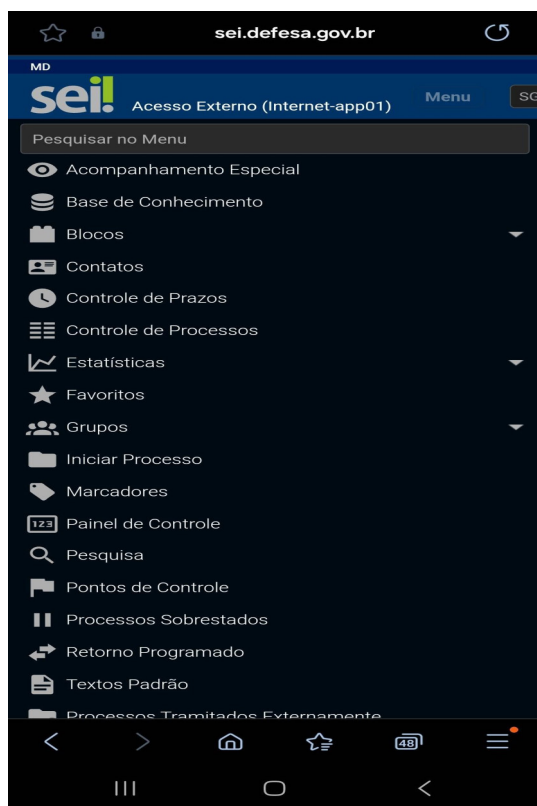 sei.defesa.gov.br
MD
sei!
Acesso Externo (Internet-app01)
Menu
SG
Pesquisar no Menu
Acompanhamento Especial
Base de Conhecimento
Blocos
Contatos
Controle de Prazos
Controle de Processos
Estatísticas
Favoritos
Grupos
Iniciar Processo
Marcadores
123 Painel de Controle
Pesquisa
Pontos de Controle
Processos Sobrestados
Retorno Programado
Textos Padrão
Processos Tramitados Externamente
48